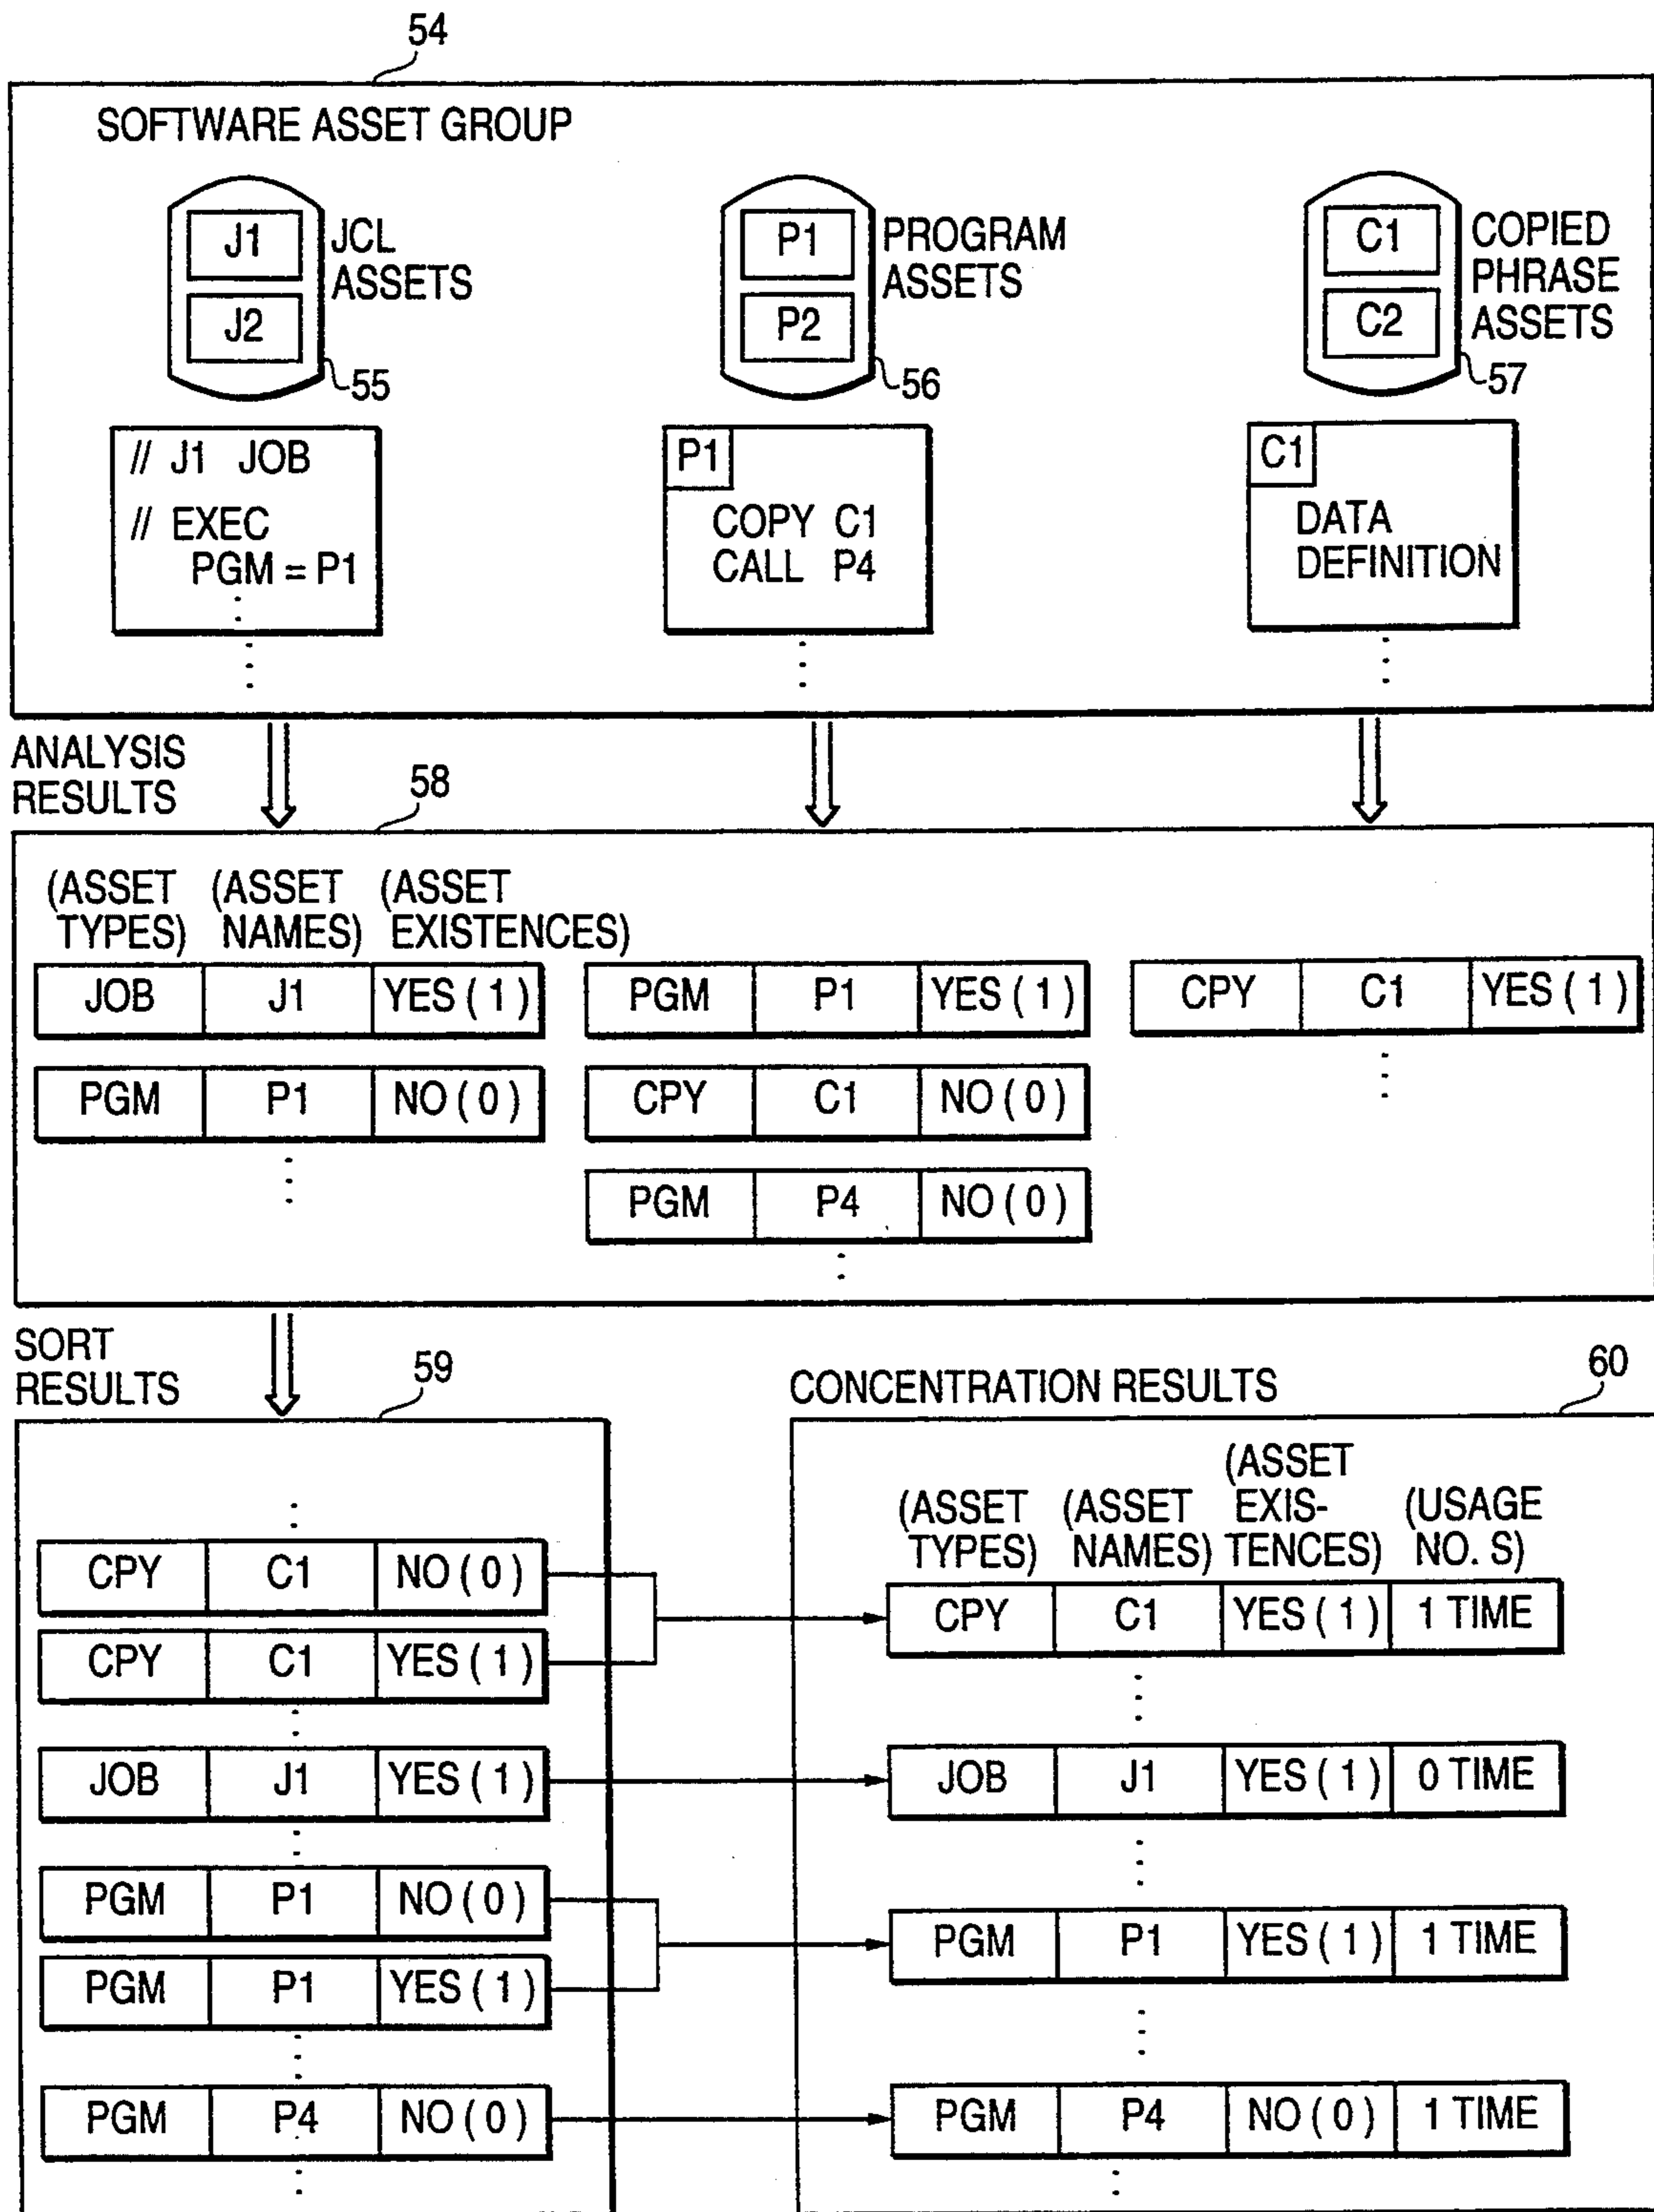 54
SOFTWARE ASSET GROUP
J1
J2
JCL
ASSETS
55
P1
P2
PROGRAM
ASSETS
56
C1
C2
COPIED
PHRASE
ASSETS
57
// J1 JOB
// EXEC
PGM = P1
P1
COPY C1
CALL P4
C1
DATA
DEFINITION
ANALYSIS
RESULTS
58
(ASSET (ASSET (ASSET
TYPES) NAMES) EXISTENCES)
JOB J1 YES ( 1 )
PGM P1 NO ( 0 )
PGM P1 YES ( 1 )
CPY C1 NO ( 0 )
PGM P4 NO ( 0 )
CPY C1 YES ( 1 )
SORT
RESULTS
59
CPY C1 NO ( 0 )
CPY C1 YES ( 1 )
JOB J1 YES ( 1 )
PGM P1 NO ( 0 )
PGM P1 YES ( 1 )
PGM P4 NO ( 0 )
CONCENTRATION RESULTS
60
(ASSET
(ASSET (ASSET EXIS- (USAGE
TYPES) NAMES) TENCES) NO. S)
CPY C1 YES ( 1 ) 1 TIME
JOB J1 YES ( 1 ) 0 TIME
PGM P1 YES ( 1 ) 1 TIME
PGM P4 NO ( 0 ) 1 TIME